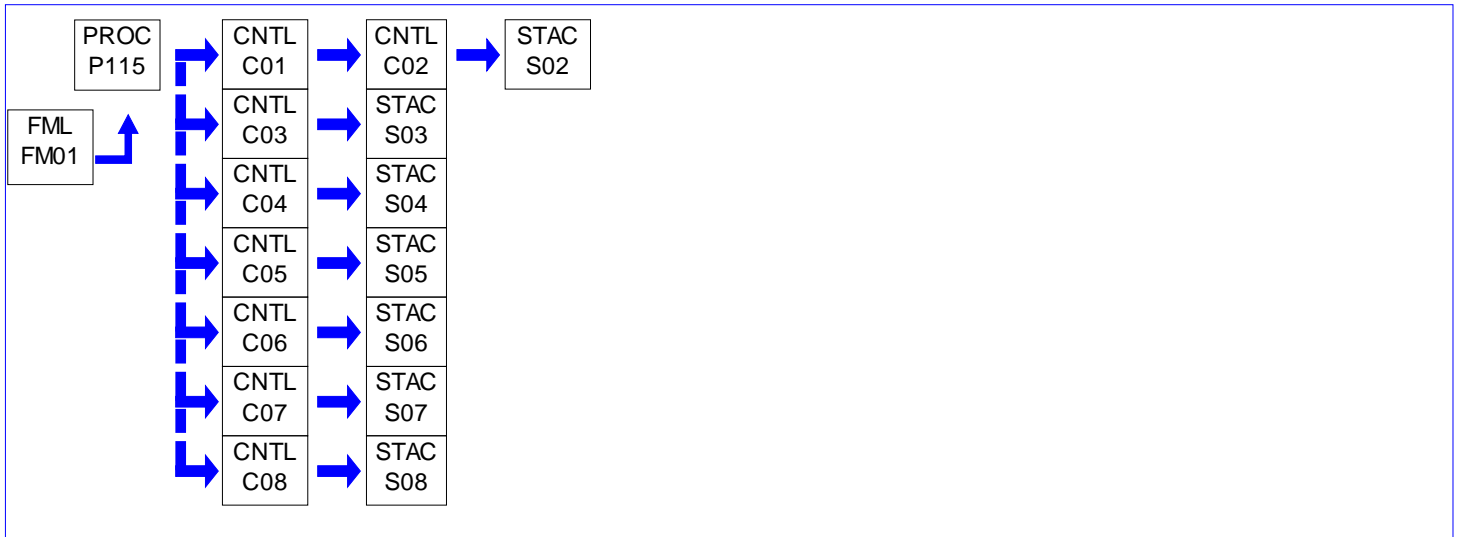 PROC
P115
CNTL
C01
CNTL
C02
STAC
S02
FML
FM01
CNTL
C03
STAC
S03
CNTL
C04
STAC
S04
CNTL
C05
STAC
S05
CNTL
C06
STAC
S06
CNTL
C07
STAC
S07
CNTL
C08
STAC
S08